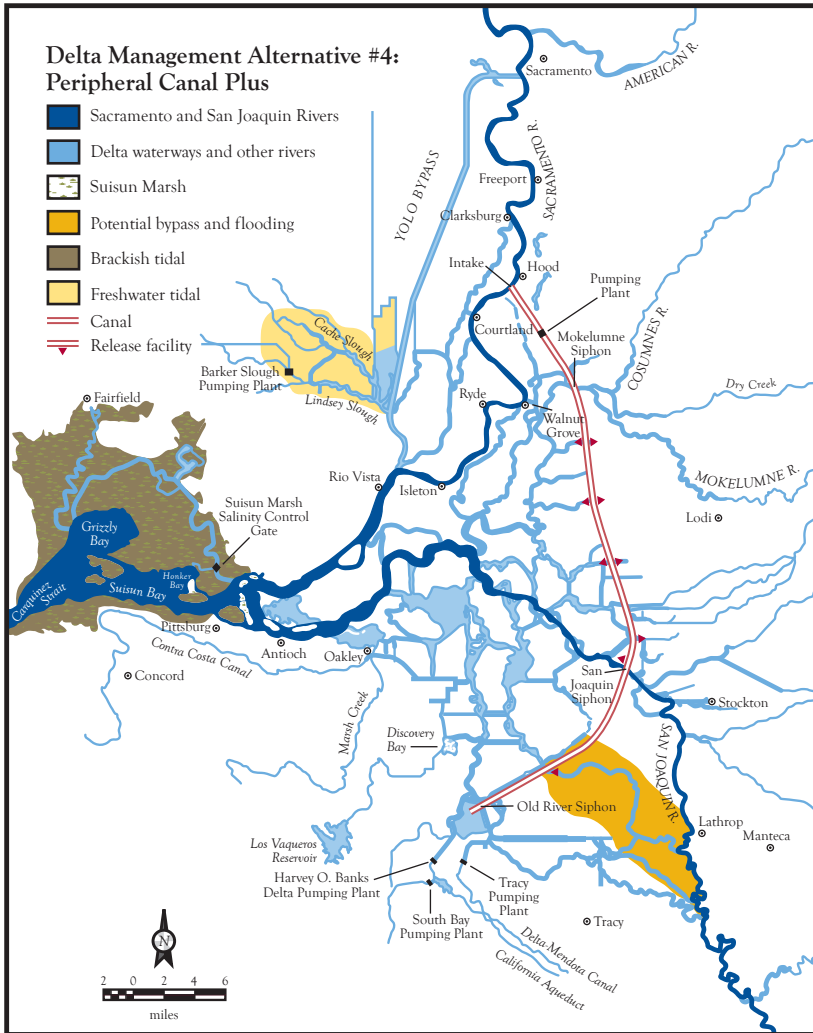 Delta Management Alternative #4:
Peripheral Canal Plus
Sacramento and San Joaquin Rivers
Delta waterways and other rivers
Suisun Marsh
Potential bypass and flooding
Brackish tidal
Freshwater tidal
Canal
Release facility
Sacramento
AMERICAN R.
YOLO BYPASS
SACRAMENTO R.
Freeport
Clarksburg
Intake
Hood
Pumping
Plant
Courtland
Mokelumne
Siphon
COSUMNES R.
Cache Slough
Barker Slough
Pumping Plant
Lindsey Slough
Dry Creek
Fairfield
Ryde
Walnut
Grove
MOKELUMNE R.
Rio Vista
Isleton
Lodi
Suisun Marsh
Salinity Control
Gate
Grizzly
Bay
Honker
Bay
Suisun Bay
Carquinez
Strait
Pittsburg
Antioch
Oakley
Contra Costa Canal
Concord
San
Joaquin
Siphon
Stockton
Marsh Creek
Discovery
Bay
SAN JOAQUIN R.
Old River Siphon
Lathrop
Manteca
Los Vaqueros
Reservoir
Harvey O. Banks
Delta Pumping Plant
Tracy
Pumping
Plant
South Bay
Pumping Plant
Tracy
Delta-Mendota Canal
California Aqueduct
N
2 0 2 4 6
miles